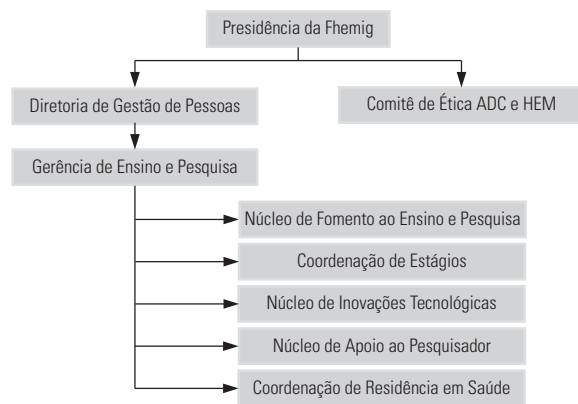 Presidência da Fhemig
Diretoria de Gestão de Pessoas
Comitê de Ética ADC e HEM
Gerência de Ensino e Pesquisa
Núcleo de Fomento ao Ensino e Pesquisa
Coordenação de Estágios
Núcleo de Inovações Tecnológicas
Núcleo de Apoio ao Pesquisador
Coordenação de Residência em Saúde